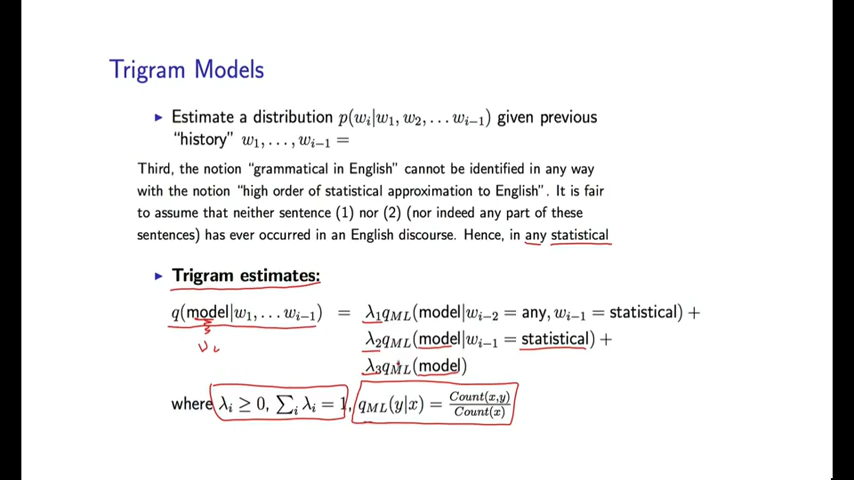 Trigram Models
▶ Estimate a distribution p(wᵢ|w₁, w₂, . . . wᵢ₋₁) given previous
"history" w₁, . . . , wᵢ₋₁ =
Third, the notion "grammatical in English" cannot be identified in any way
with the notion "high order of statistical approximation to English". It is fair
to assume that neither sentence (1) nor (2) (nor indeed any part of these
sentences) has ever occurred in an English discourse. Hence, in any statistical
▶ Trigram estimates:
q(model|w₁, . . . wᵢ₋₁) = λ₁q_ML(model|wᵢ₋₂ = any, wᵢ₋₁ = statistical) +
λ₂q_ML(model|wᵢ₋₁ = statistical) +
λ₃q_ML(model)
where λᵢ ≥ 0, ∑ᵢ λᵢ = 1, q_ML(y|x) = Count(x,y)/Count(x)